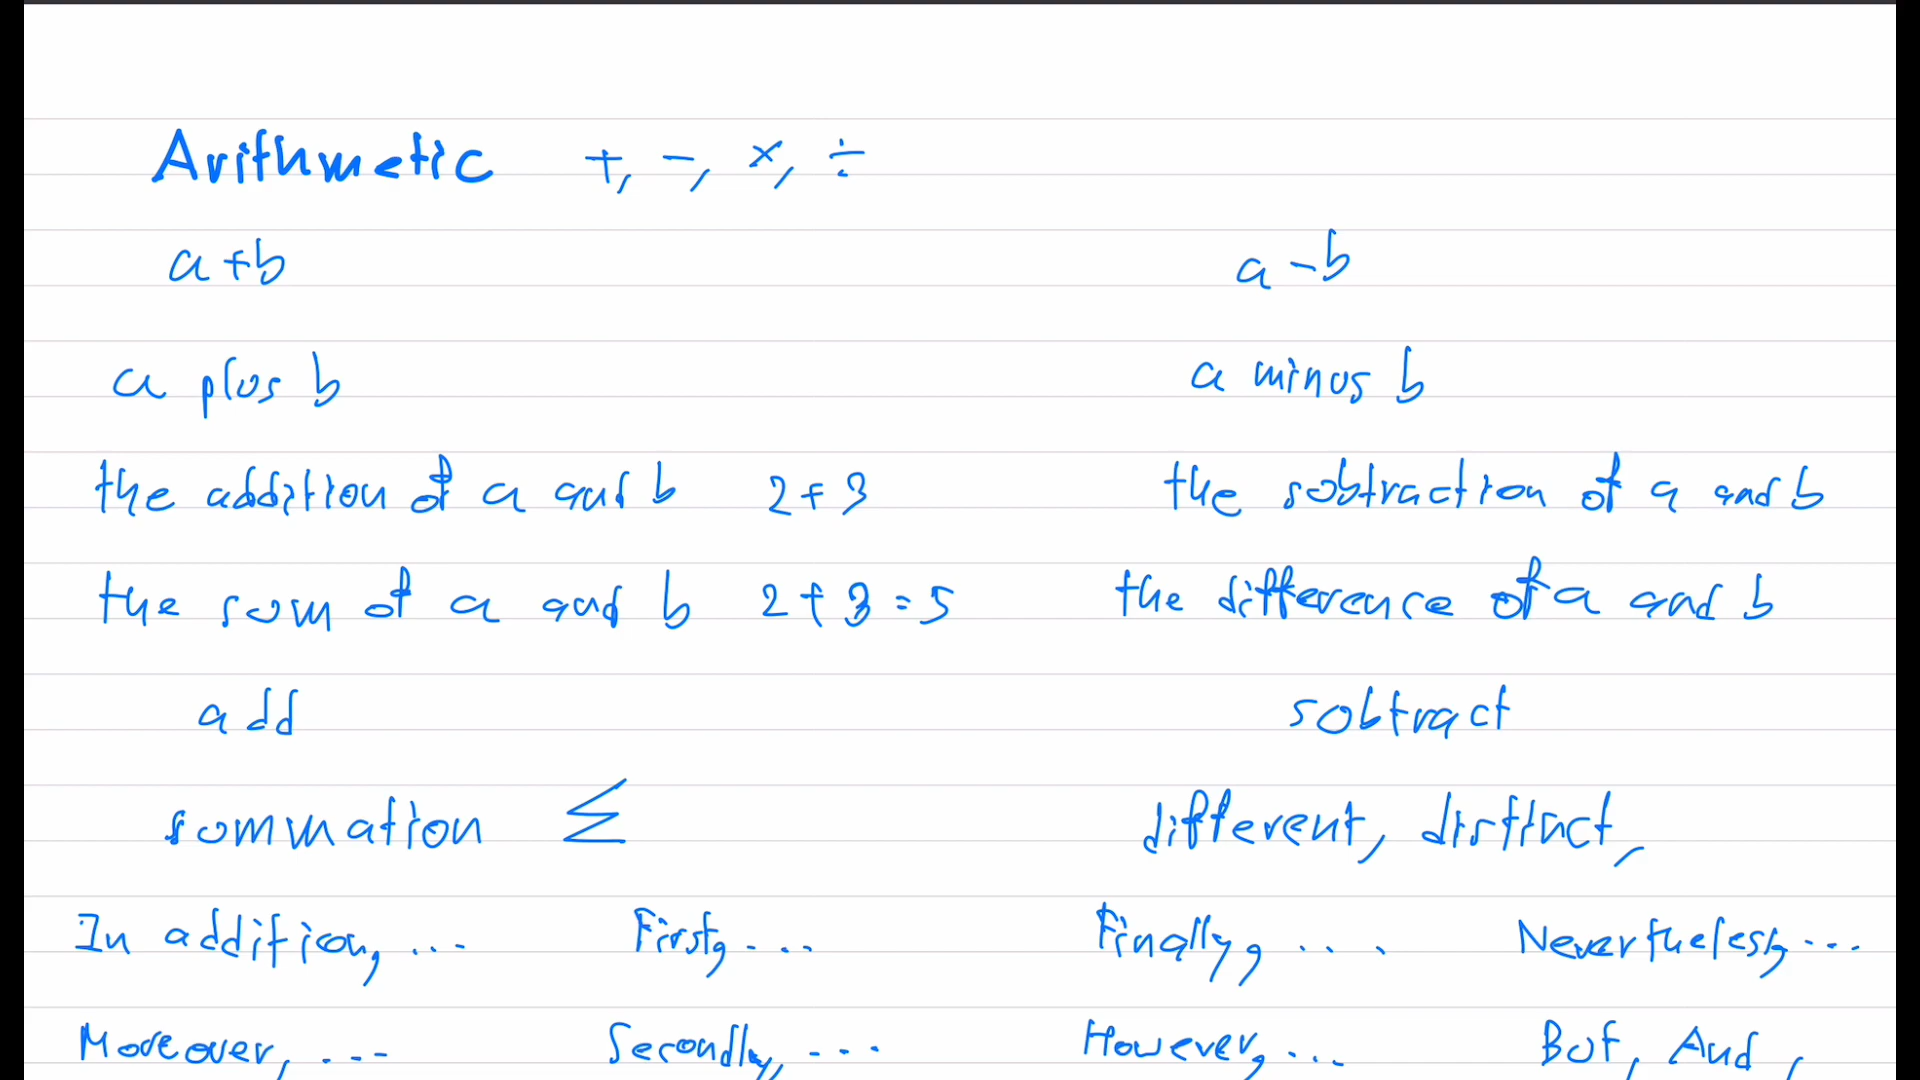 Arithmetic +, -, ×, ÷
a+b a-b
a plus b a minus b
the addition of a and b 2+3 the subtraction of a and b
the sum of a and b 2+3=5 the difference of a and b
add subtract
summation Σ different, distinct,
In addition, ... First, ... Finally, .... Nevertheless, ...
Moreover, ... Secondly, ... However, ... But, And,